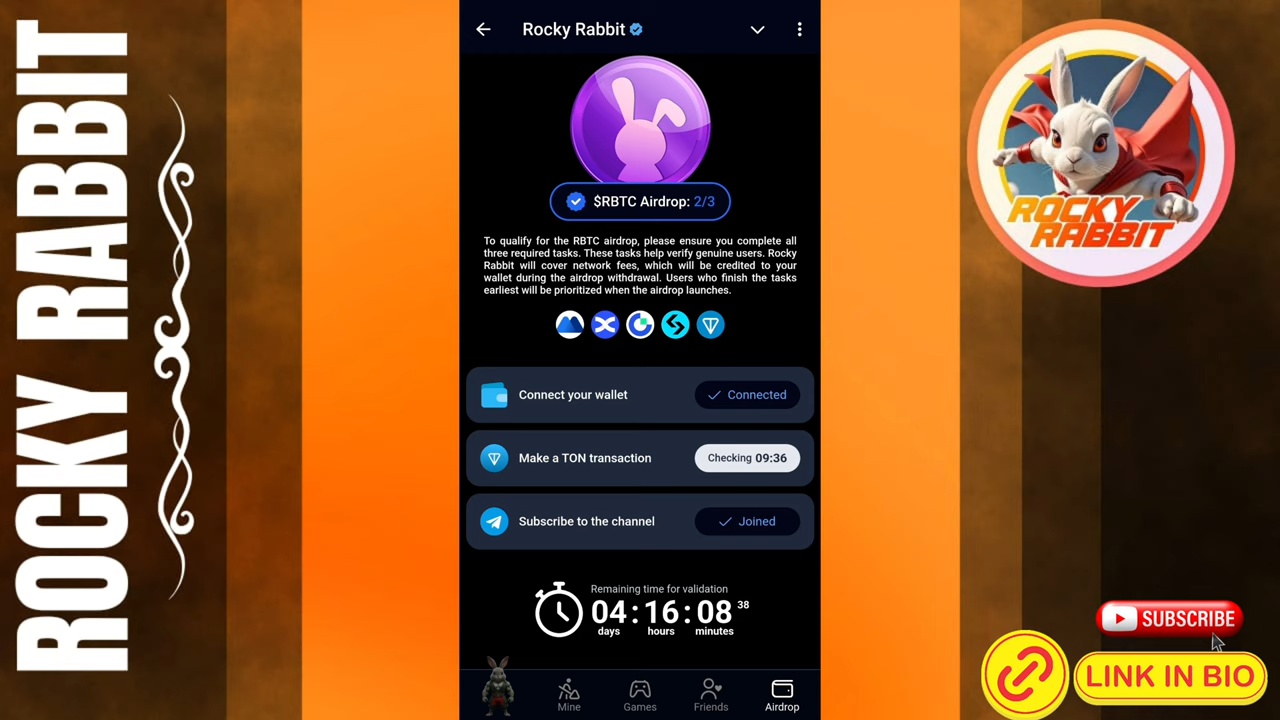 ROCKY RABBIT
Rocky Rabbit
$RBTC Airdrop: 2/3
To qualify for the RBTC airdrop, please ensure you complete all
three required tasks. These tasks help verify genuine users. Rocky
Rabbit will cover network fees, which will be credited to your
wallet during the airdrop withdrawal. Users who finish the tasks
earliest will be prioritized when the airdrop launches.
Connect your wallet
Connected
Make a TON transaction
Checking 09:36
Subscribe to the channel
Joined
Remaining time for validation
04:16:08 38
days hours minutes
Mine Games Friends Airdrop
ROCKY
RABBIT
SUBSCRIBE
LINK IN BIO